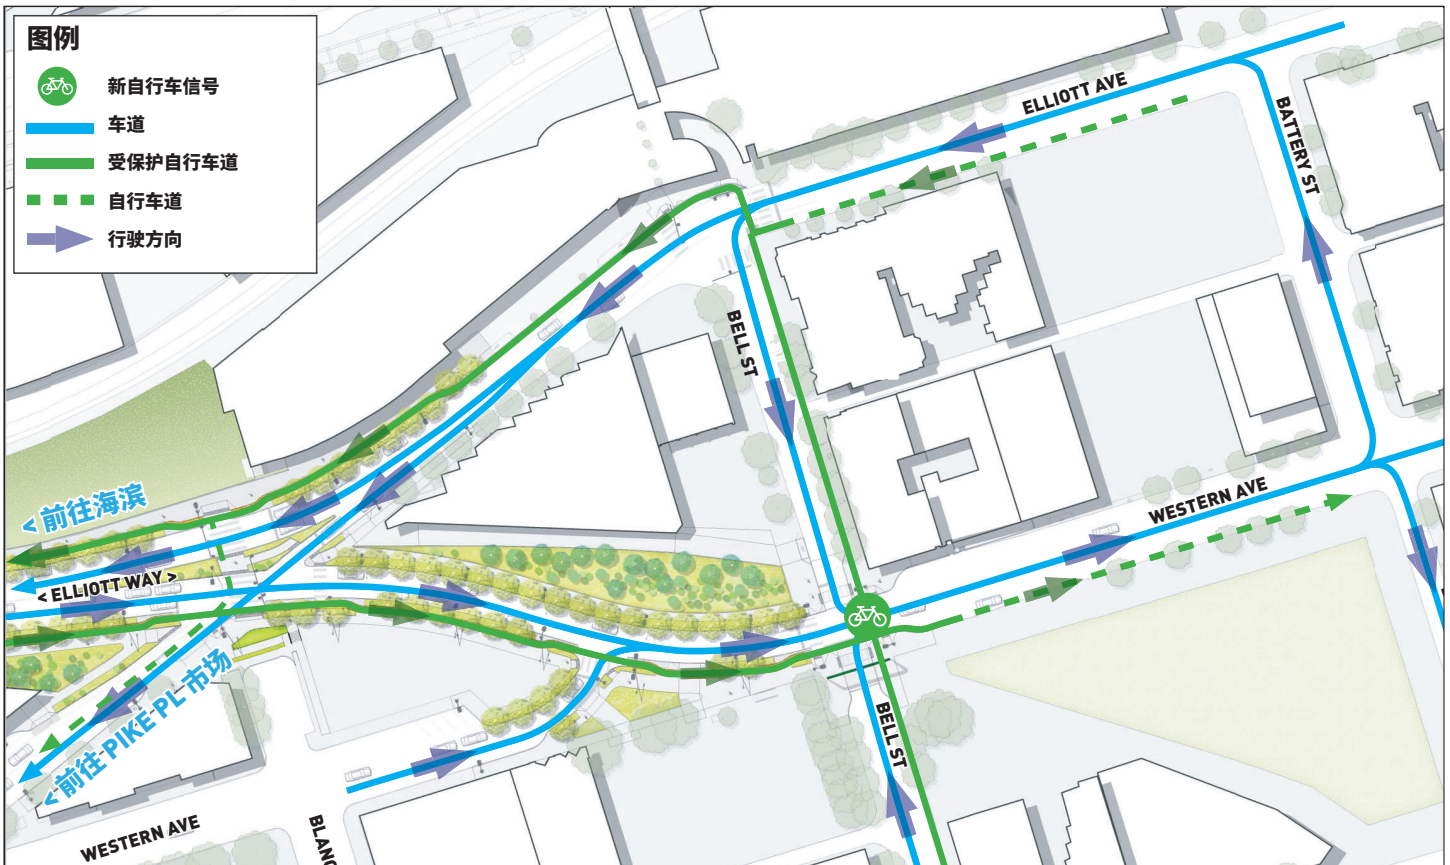 图例
新自行车信号
车道
受保护自行车道
自行车道
行驶方向
ELLIOTT AVE
BATTERY ST
BELL ST
< 前往海滨
WESTERN AVE
< ELLIOTT WAY >
< 前往 PIKE PL 市场
BELL ST
WESTERN AVE
BLANC